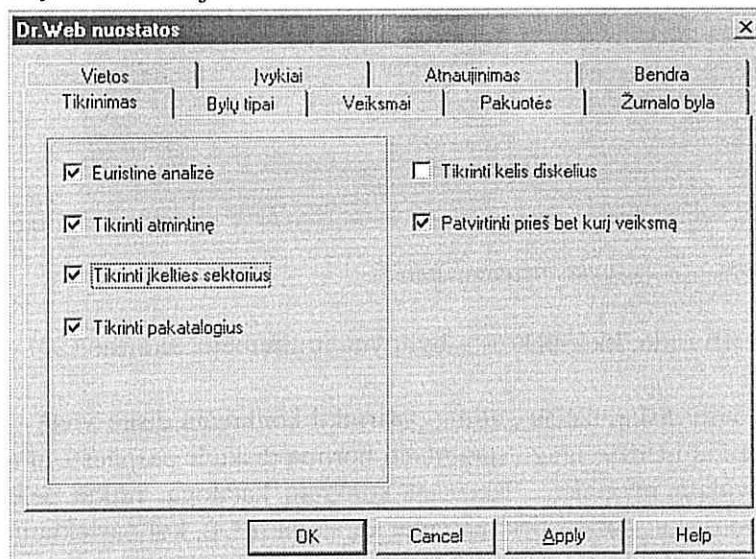 Dr.Web nuostatos
Vietos Įvykiai Atnaujinimas Bendra
Tikrinimas Bylų tipai Veiksmai Pakuotės Žurnalo byla
Euristinė analizė
Tikrinti atmintinę
Tikrinti įkelties sektorius
Tikrinti pakatalogius
Tikrinti kelis diskelius
Patvirtinti prieš bet kurį veiksmą
OK Cancel Apply Help